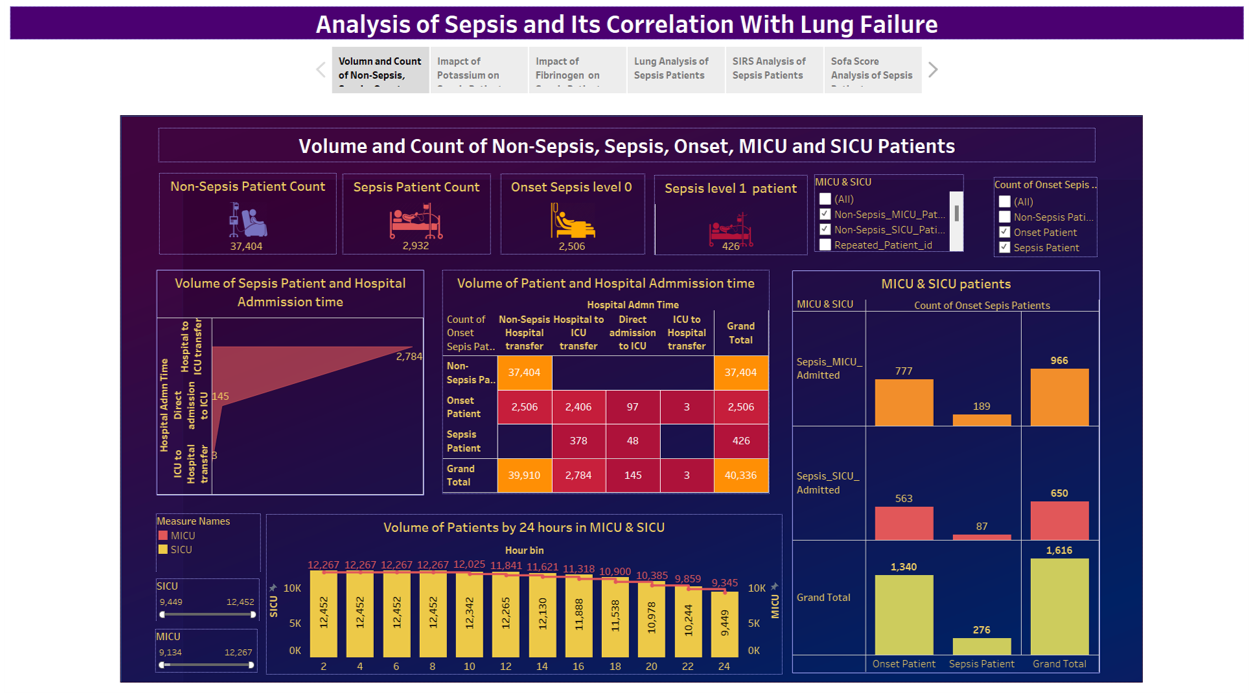 Analysis of Sepsis and Its Correlation With Lung Failure
Volumn and Count
of Non-Sepsis,
Imapct of
Potassium on
Impact of
Fibrinogen on
Lung Analysis of
Sepsis Patients
SIRS Analysis of
Sepsis Patients
Sofa Score
Analysis of Sepsis
Volume and Count of Non-Sepsis, Sepsis, Onset, MICU and SICU Patients
Non-Sepsis Patient Count
37,404
Sepsis Patient Count
2,932
Onset Sepsis level 0
2,506
Sepsis level 1 patient
426
MICU & SICU
(All)
Non-Sepsis_MICU_Pat...
Non-Sepsis_SICU_Pati...
Repeated_Patient_id
Count of Onset Sepis ..
(All)
Non-Sepsis Pati...
Onset Patient
Sepsis Patient
Volume of Sepsis Patient and Hospital
Admmission time
Hospital Admn Time
Hospital to
ICU transfer
Direct
admission
to ICU
ICU to
Hospital
transfer
2,784
145
3
Volume of Patient and Hospital Admmission time
Hospital Admn Time
Count of
Onset
Sepis Pat..
Non-Sepsis
Hospital
transfer
Hospital to
ICU
transfer
Direct
admission
to ICU
ICU to
Hospital
transfer
Grand
Total
Non-
Sepsis Pa..
37,404
37,404
Onset
Patient
2,506
2,406
97
3
2,506
Sepsis
Patient
378
48
426
Grand
Total
39,910
2,784
145
3
40,336
MICU & SICU patients
MICU & SICU
Count of Onset Sepis Patients
Sepsis_MICU_
Admitted
777
189
966
Sepsis_SICU_
Admitted
563
87
650
Grand Total
1,340
276
1,616
Onset Patient
Sepsis Patient
Grand Total
Measure Names
MICU
SICU
SICU
9,449 12,452
MICU
9,134 12,267
Volume of Patients by 24 hours in MICU & SICU
Hour bin
12,267 12,267 12,267 12,267 12,025 11,841 11,621 11,318 10,900 10,385 9,859 9,345
SICU
10K
5K
0K
12,452 12,452 12,452 12,452 12,342 12,265 12,130 11,888 11,538 10,978 10,244 9,449
10K
5K
0K
MICU
2 4 6 8 10 12 14 16 18 20 22 24